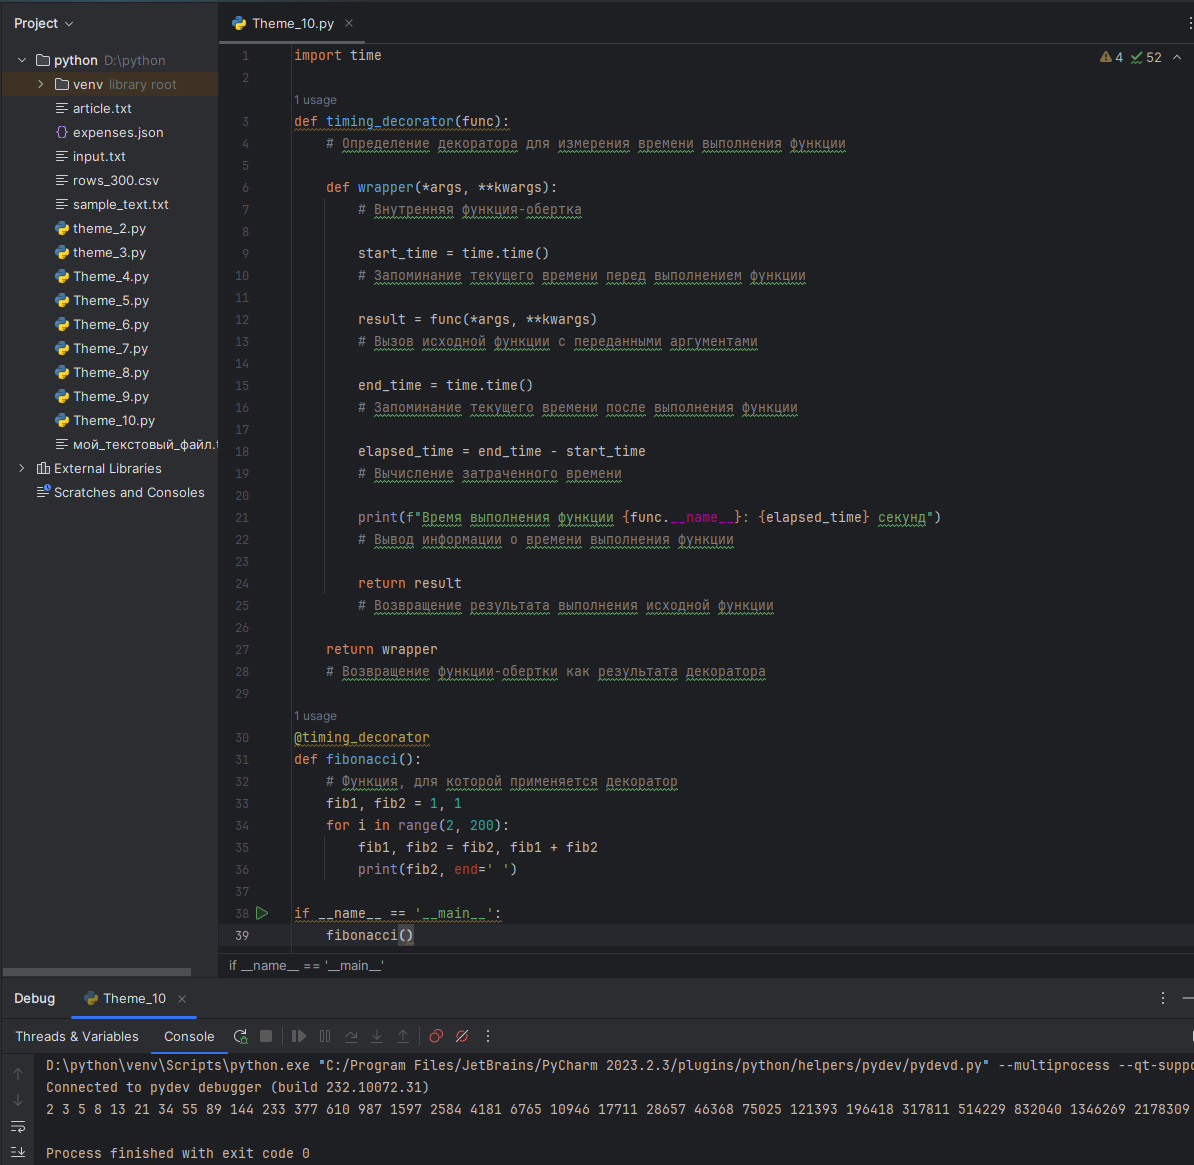 Project
Theme_10.py
python D:\python
venv library root
article.txt
expenses.json
input.txt
rows_300.csv
sample_text.txt
theme_2.py
theme_3.py
Theme_4.py
Theme_5.py
Theme_6.py
Theme_7.py
Theme_8.py
Theme_9.py
Theme_10.py
мой_текстовый_файл.
External Libraries
Scratches and Consoles
4 52
1 import time
2
1 usage
3 def timing_decorator(func):
4 # Определение декоратора для измерения времени выполнения функции
5
6 def wrapper(*args, **kwargs):
7 # Внутренняя функция-обертка
8
9 start_time = time.time()
10 # Запоминание текущего времени перед выполнением функции
11
12 result = func(*args, **kwargs)
13 # Вызов исходной функции с переданными аргументами
14
15 end_time = time.time()
16 # Запоминание текущего времени после выполнения функции
17
18 elapsed_time = end_time - start_time
19 # Вычисление затраченного времени
20
21 print(f"Время выполнения функции {func.__name__}: {elapsed_time} секунд")
22 # Вывод информации о времени выполнения функции
23
24 return result
25 # Возвращение результата выполнения исходной функции
26
27 return wrapper
28 # Возвращение функции-обертки как результата декоратора
29
1 usage
30 @timing_decorator
31 def fibonacci():
32 # Функция, для которой применяется декоратор
33 fib1, fib2 = 1, 1
34 for i in range(2, 200):
35 fib1, fib2 = fib2, fib1 + fib2
36 print(fib2, end=' ')
37
38 if __name__ == '__main__':
39 fibonacci()
if __name__ == '__main__'
Debug Theme_10
Threads & Variables Console
D:\python\venv\Scripts\python.exe "C:/Program Files/JetBrains/PyCharm 2023.2.3/plugins/python/helpers/pydev/pydevd.py" --multiprocess --qt-suppo
Connected to pydev debugger (build 232.10072.31)
2 3 5 8 13 21 34 55 89 144 233 377 610 987 1597 2584 4181 6765 10946 17711 28657 46368 75025 121393 196418 317811 514229 832040 1346269 2178309
Process finished with exit code 0